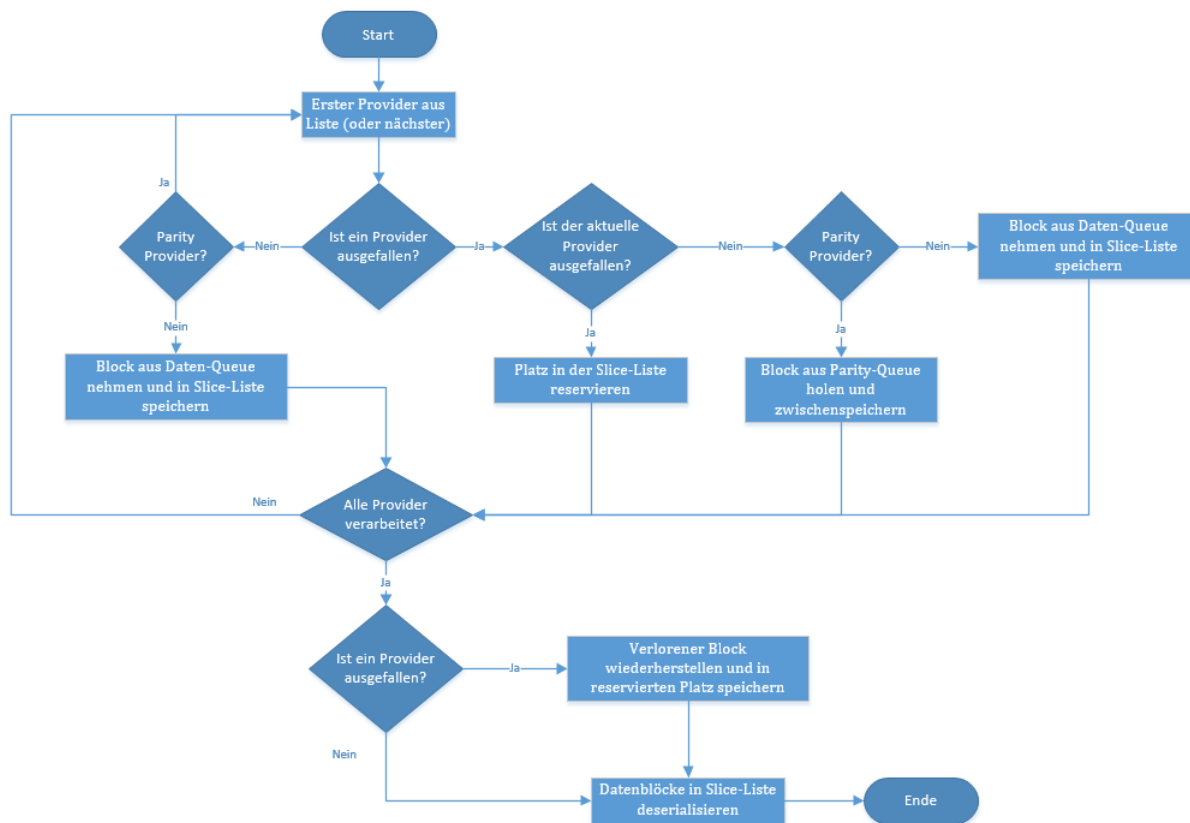 Start
Erster Provider aus
Liste (oder nächster)
Ja
Parity
Provider?
Nein
Ist ein Provider
ausgefallen?
Ja
Ist der aktuelle
Provider
ausgefallen?
Nein
Parity
Provider?
Nein
Block aus Daten-Queue
nehmen und in Slice-Liste
speichern
Nein
Ja
Ja
Block aus Daten-Queue
nehmen und in Slice-Liste
speichern
Platz in der Slice-Liste
reservieren
Block aus Parity-Queue
holen und
zwischenspeichern
Nein
Alle Provider
verarbeitet?
Ja
Ist ein Provider
ausgefallen?
Ja
Verlorener Block
wiederherstellen und in
reservierten Platz speichern
Nein
Datenblöcke in Slice-Liste
deserialisieren
Ende